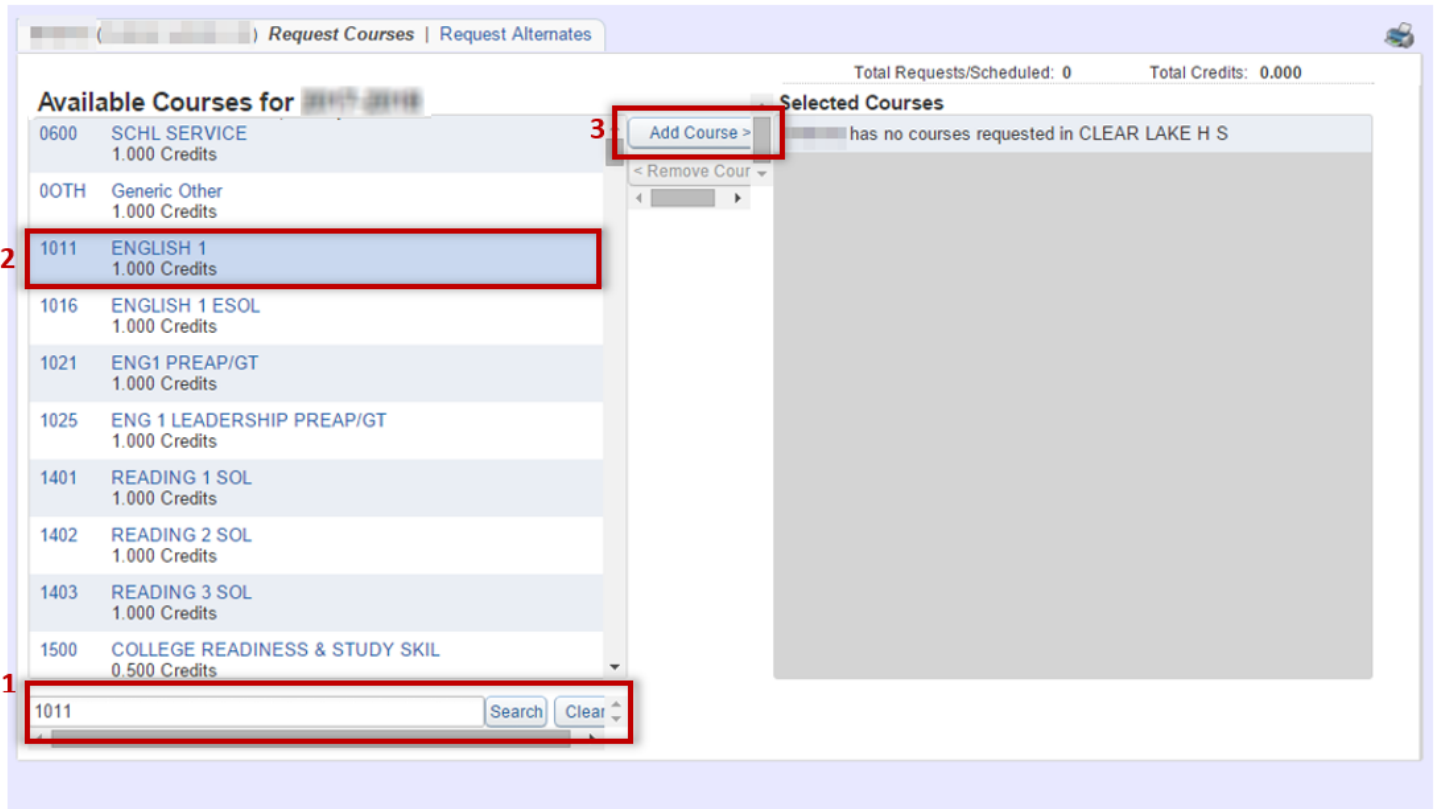 ( ) Request Courses | Request Alternates
Total Requests/Scheduled: 0 Total Credits: 0.000
Available Courses for
Selected Courses
0600 SCHL SERVICE
1.000 Credits
3
Add Course >
has no courses requested in CLEAR LAKE H S
< Remove Cour
0OTH Generic Other
1.000 Credits
2
1011 ENGLISH 1
1.000 Credits
1016 ENGLISH 1 ESOL
1.000 Credits
1021 ENG1 PREAP/GT
1.000 Credits
1025 ENG 1 LEADERSHIP PREAP/GT
1.000 Credits
1401 READING 1 SOL
1.000 Credits
1402 READING 2 SOL
1.000 Credits
1403 READING 3 SOL
1.000 Credits
1500 COLLEGE READINESS & STUDY SKIL
0.500 Credits
1
1011 Search Clear